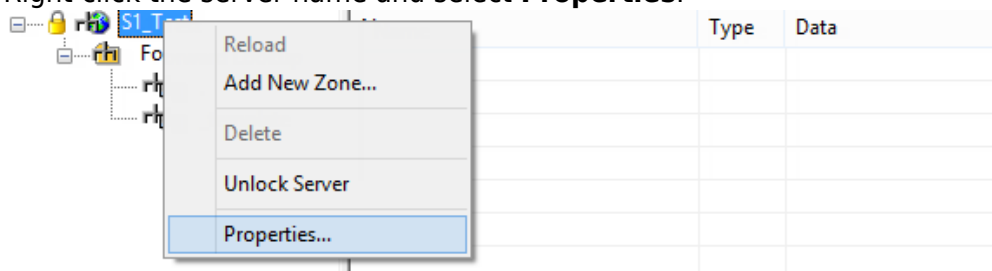 Right click the server name and select Properties.
S1_Test
Type Data
Reload
Add New Zone...
Delete
Unlock Server
Properties...